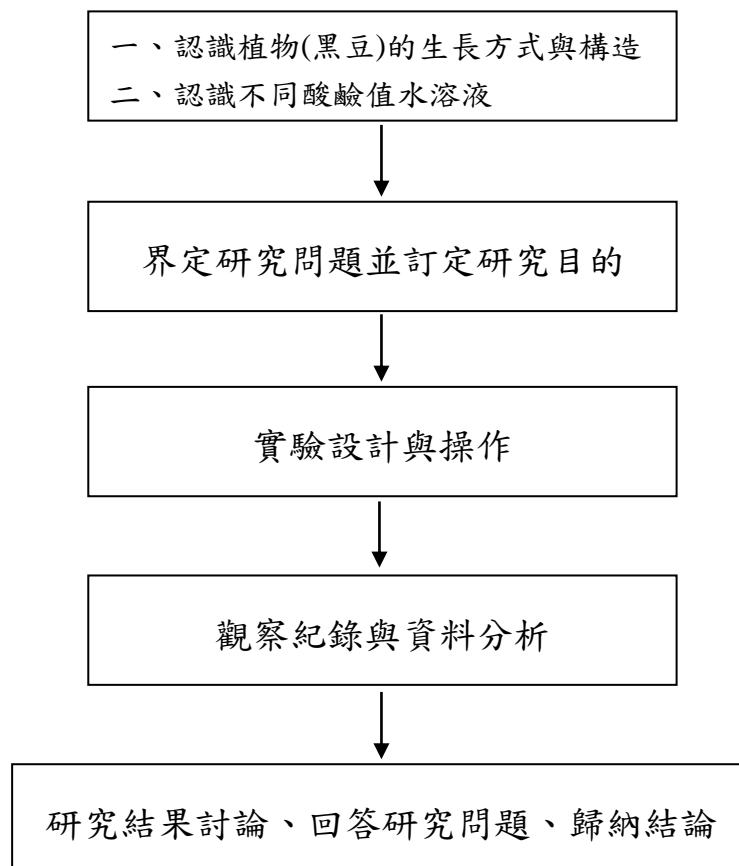 一、認識植物(黑豆)的生長方式與構造
二、認識不同酸鹼值水溶液
界定研究問題並訂定研究目的
實驗設計與操作
觀察紀錄與資料分析
研究結果討論、回答研究問題、歸納結論